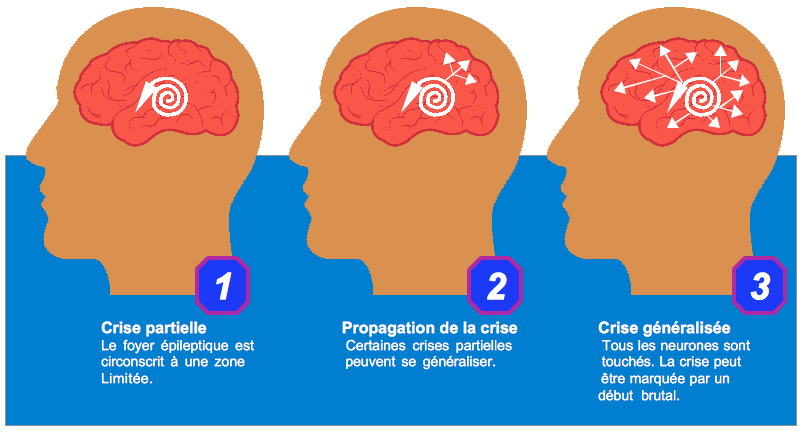 1
Crise partielle
Le foyer épileptique est
circonscrit à une zone
Limitée.
2
Propagation de la crise
Certaines crises partielles
peuvent se généraliser.
3
Crise généralisée
Tous les neurones sont
touchés. La crise peut
être marquée par un
début brutal.